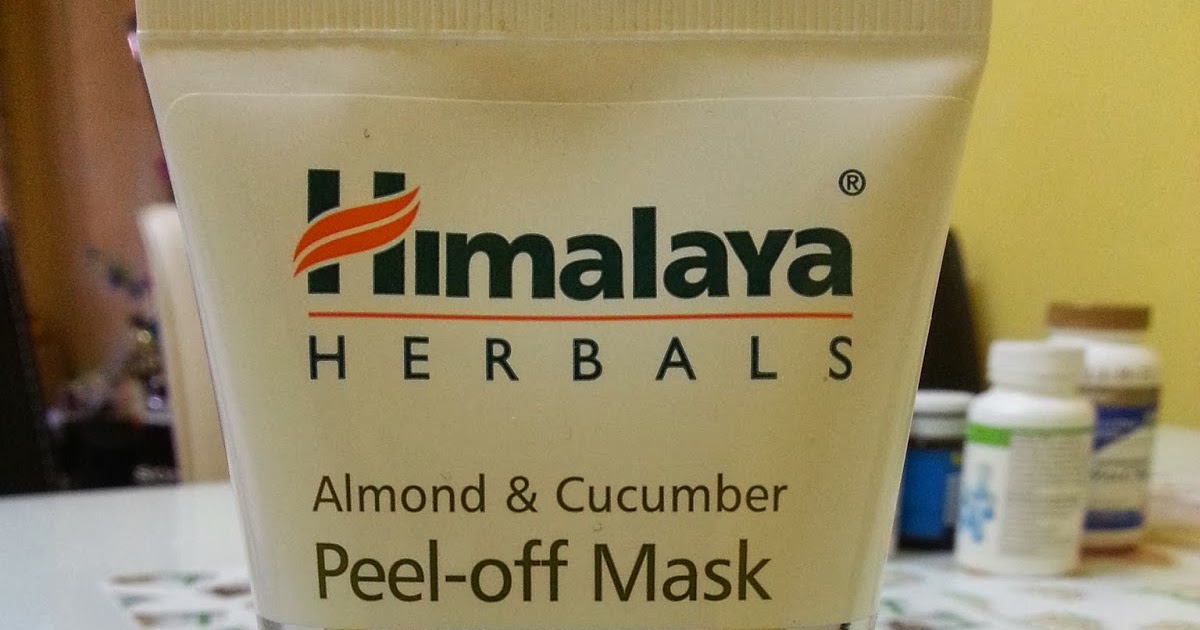 Himalaya ®
HERBALS
Almond & Cucumber
Peel-off Mask